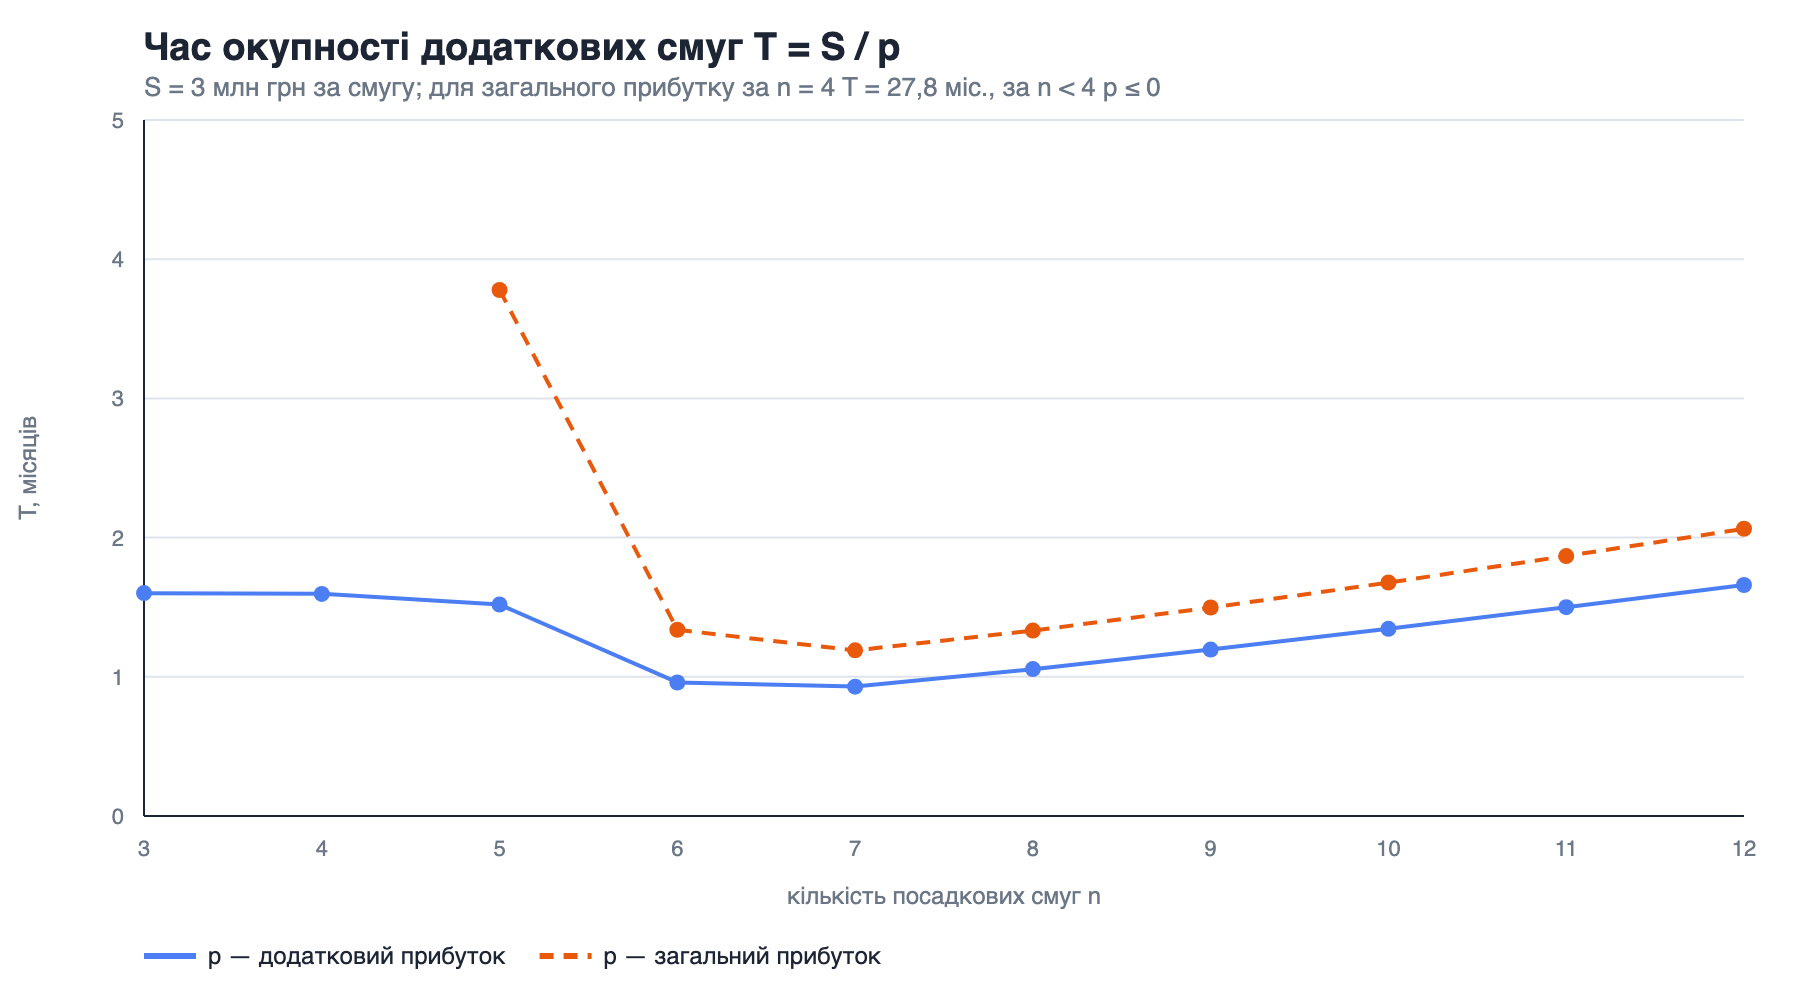 Час окупності додаткових смуг T = S / p
S = 3 млн грн за смугу; для загального прибутку за n = 4 T = 27,8 міс., за n < 4 p ≤ 0
5
4
3
2
1
0
T, місяців
3 4 5 6 7 8 9 10 11 12
кількість посадкових смуг n
p — додатковий прибуток p — загальний прибуток